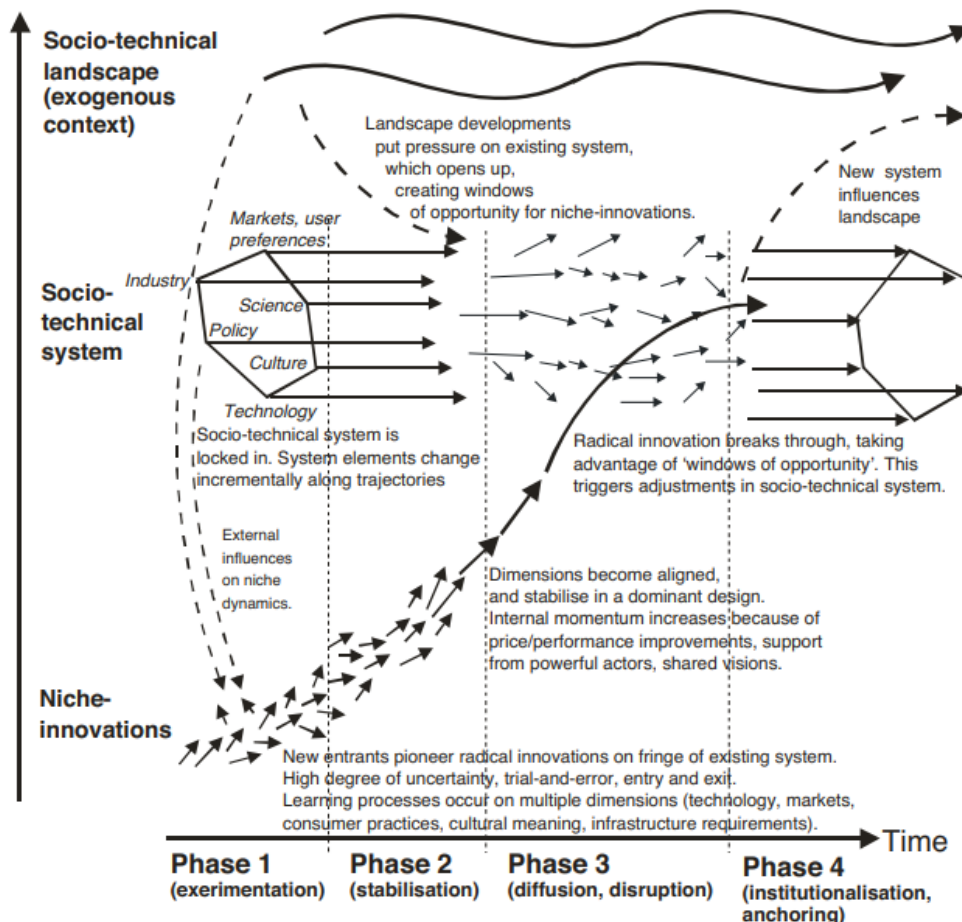 Socio-technical
landscape
(exogenous
context)
Landscape developments
put pressure on existing system,
which opens up,
creating windows
of opportunity for niche-innovations.
New system
influences
landscape
Markets, user
preferences
Industry
Science
Policy
Culture
Technology
Socio-
technical
system
Socio-technical system is
locked in. System elements change
incrementally along trajectories
Radical innovation breaks through, taking
advantage of ‘windows of opportunity’. This
triggers adjustments in socio-technical system.
External
influences
on niche
dynamics.
Dimensions become aligned,
and stabilise in a dominant design.
Internal momentum increases because of
price/performance improvements, support
from powerful actors, shared visions.
Niche-
innovations
New entrants pioneer radical innovations on fringe of existing system.
High degree of uncertainty, trial-and-error, entry and exit.
Learning processes occur on multiple dimensions (technology, markets,
consumer practices, cultural meaning, infrastructure requirements).
Time
Phase 1
(exerimentation)
Phase 2
(stabilisation)
Phase 3
(diffusion, disruption)
Phase 4
(institutionalisation,
anchoring)